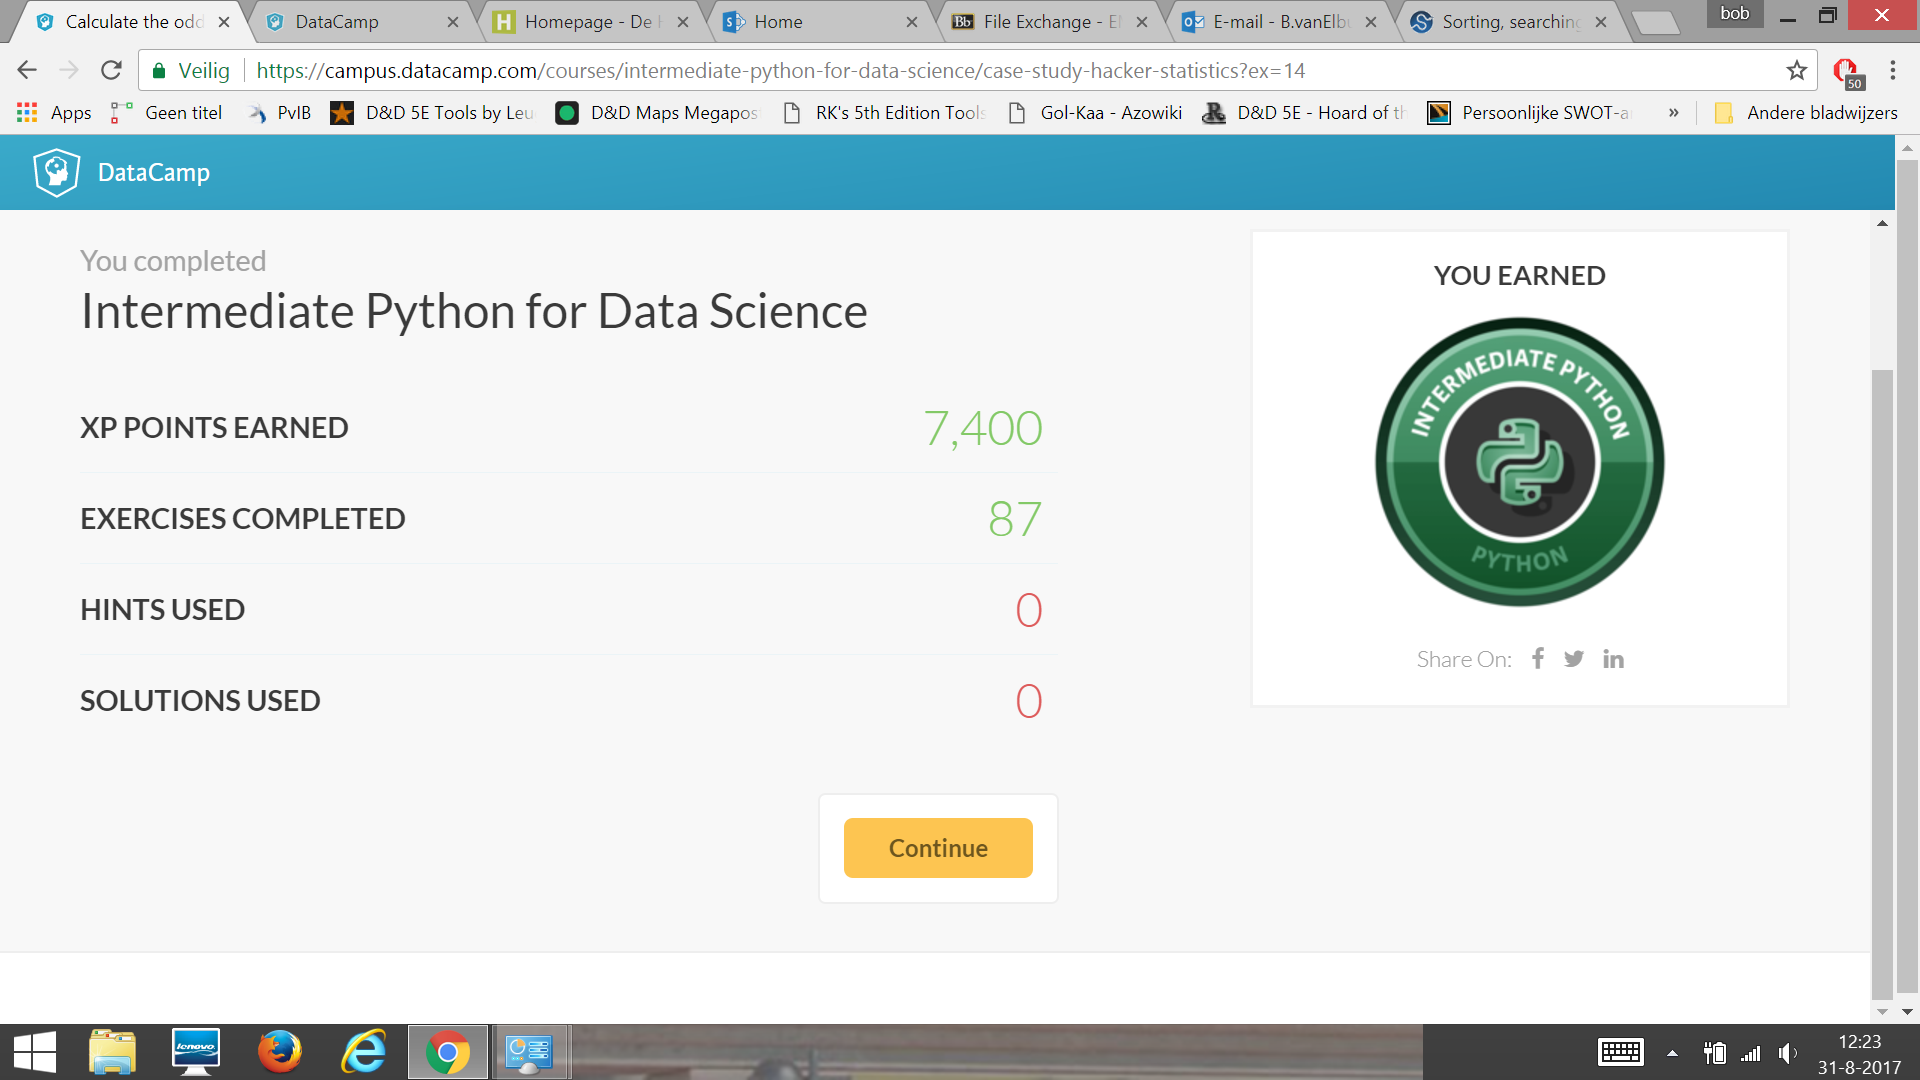 Calculate the odd
DataCamp
Homepage - De H
Home
File Exchange - El
E-mail - B.vanElb
Sorting, searching
bob
Veilig
https://campus.datacamp.com/courses/intermediate-python-for-data-science/case-study-hacker-statistics?ex=14
50
Apps
Geen titel
PvIB
D&D 5E Tools by Leu
D&D Maps Megapos
RK's 5th Edition Tools
Gol-Kaa - Azowiki
D&D 5E - Hoard of th
Persoonlijke SWOT-a
»
Andere bladwijzers
DataCamp
You completed
Intermediate Python for Data Science
XP POINTS EARNED
7,400
EXERCISES COMPLETED
87
HINTS USED
0
SOLUTIONS USED
0
Continue
YOU EARNED
INTERMEDIATE PYTHON
PYTHON
Share On:
lenovo
12:23
31-8-2017